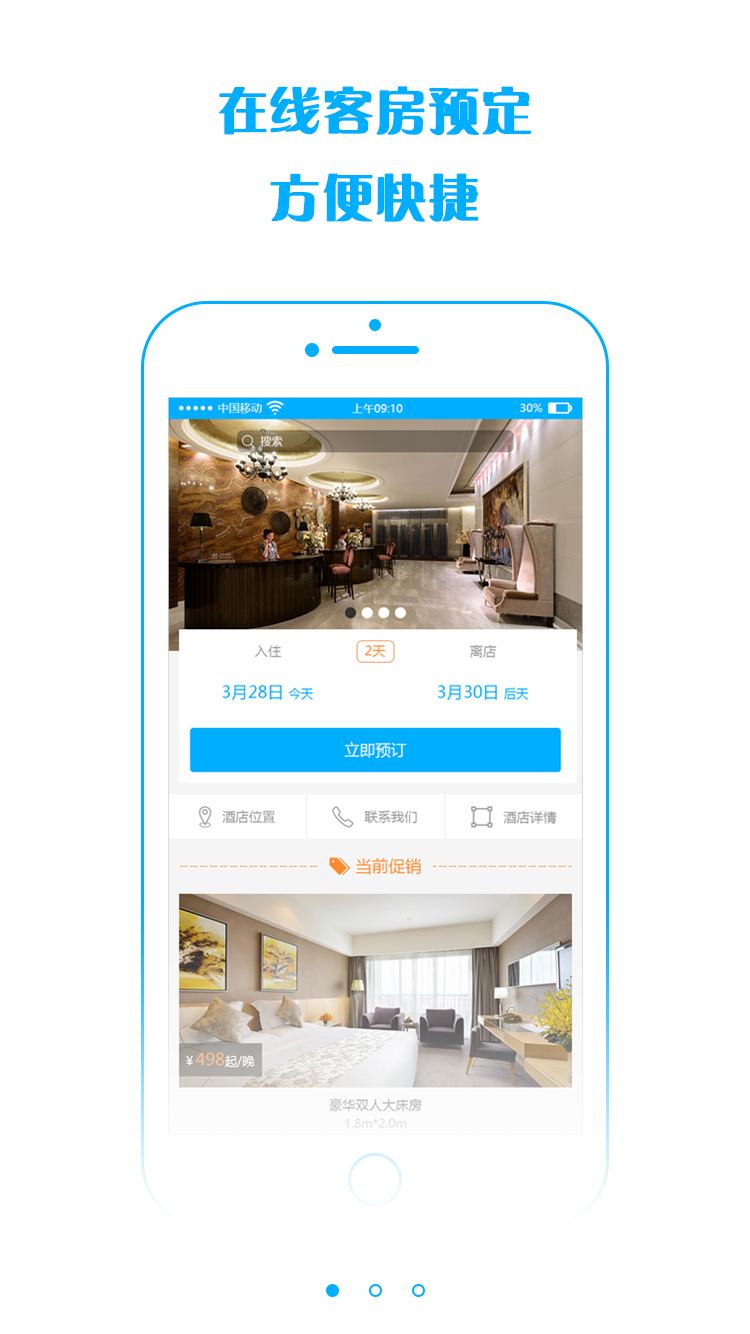 在线客房预定
方便快捷
中国移动 上午09:10 30%
搜索
入住 2天 离店
3月28日 今天 3月30日 后天
立即预订
酒店位置 联系我们 酒店详情
当前促销
¥498起/晚
豪华双人大床房
1.8m*2.0m